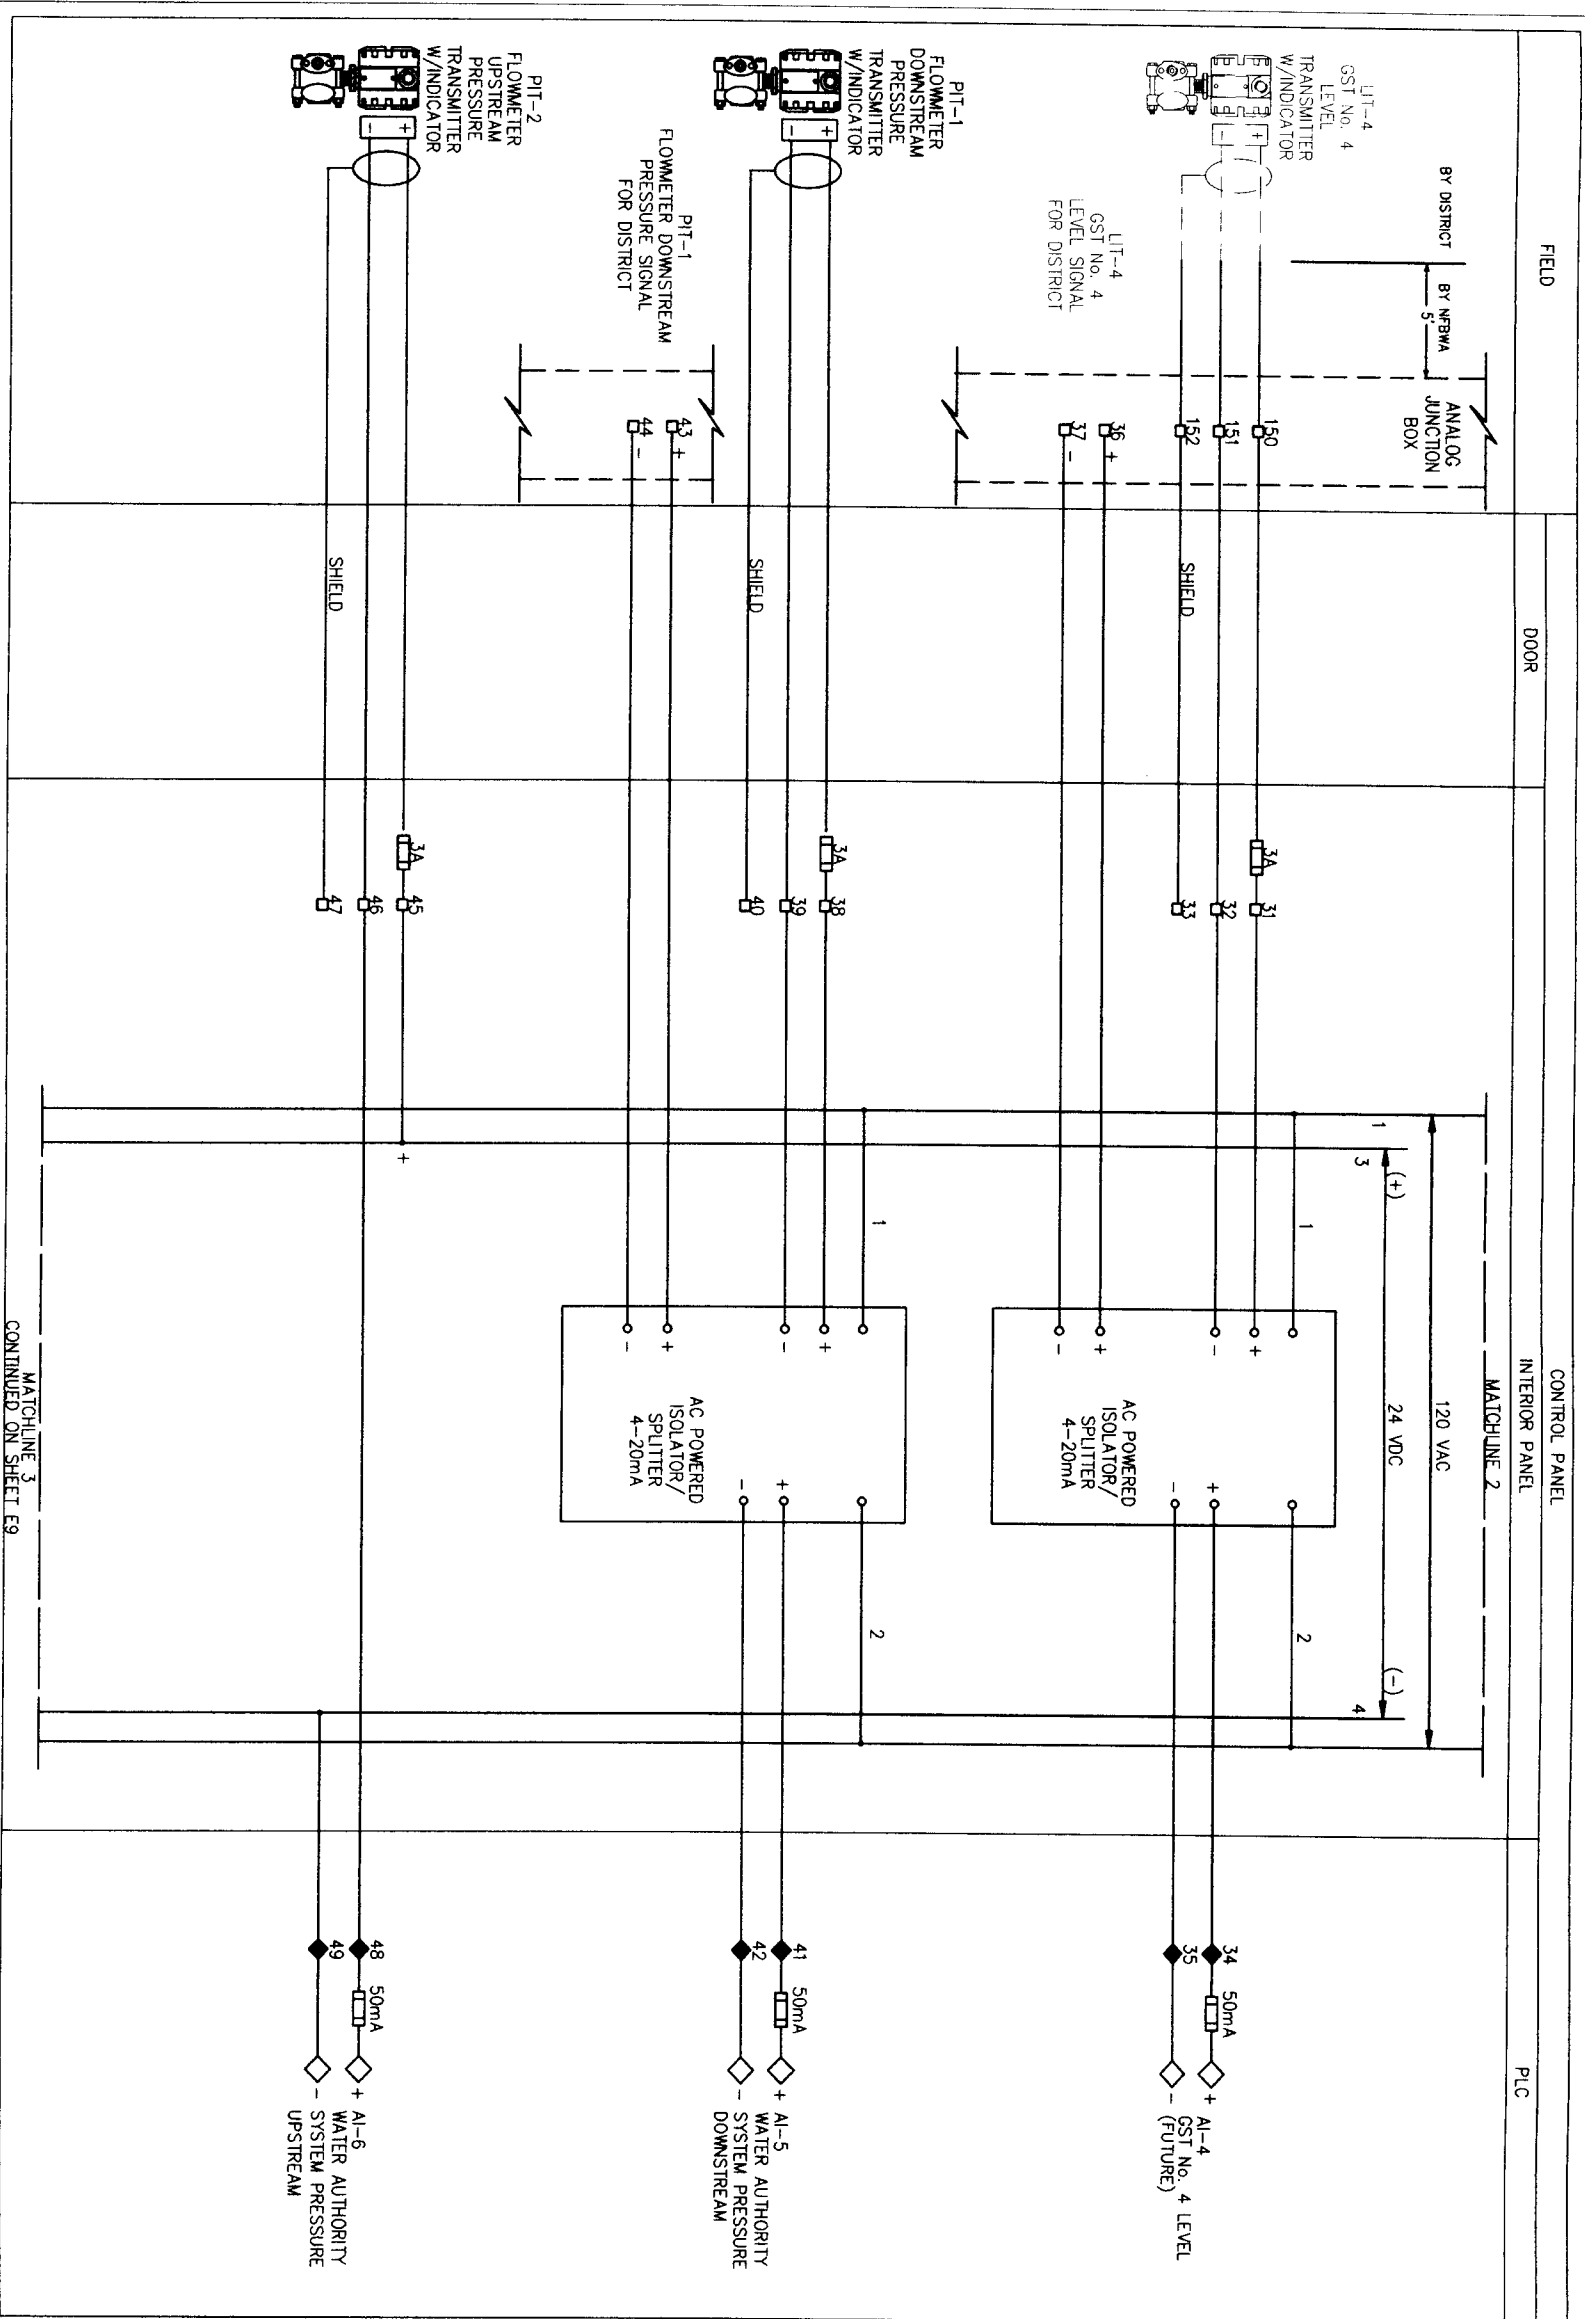 CONTROL PANEL
FIELD
DOOR
INTERIOR PANEL
PLC
MATCHLINE 2
120 VAC
24 VDC
(+)
(-)
1
3
4
BY DISTRICT
BY NFBWA
5'
ANALOG
JUNCTION
BOX
LIT-4
GST No. 4
LEVEL
TRANSMITTER
W/INDICATOR
+
-
150
151
152
SHIELD
3A
31
32
33
1
2
+
-
+
-
+
-
AC POWERED
ISOLATOR/
SPLITTER
4-20mA
34
35
50mA
+ AI-4
GST No. 4 LEVEL
- (FUTURE)
LIT-4
GST No. 4
LEVEL SIGNAL
FOR DISTRICT
36 +
37 -
PIT-1
FLOWMETER
DOWNSTREAM
PRESSURE
TRANSMITTER
W/INDICATOR
+
-
SHIELD
3A
38
39
40
1
2
+
-
+
-
+
-
AC POWERED
ISOLATOR/
SPLITTER
4-20mA
41
42
50mA
+ AI-5
WATER AUTHORITY
- SYSTEM PRESSURE
DOWNSTREAM
PIT-1
FLOWMETER DOWNSTREAM
PRESSURE SIGNAL
FOR DISTRICT
43 +
44 -
PIT-2
FLOWMETER
UPSTREAM
PRESSURE
TRANSMITTER
W/INDICATOR
+
-
SHIELD
3A
45
46
47
+
48
49
50mA
+ AI-6
WATER AUTHORITY
- SYSTEM PRESSURE
UPSTREAM
MATCHLINE 3
CONTINUED ON SHEET E9